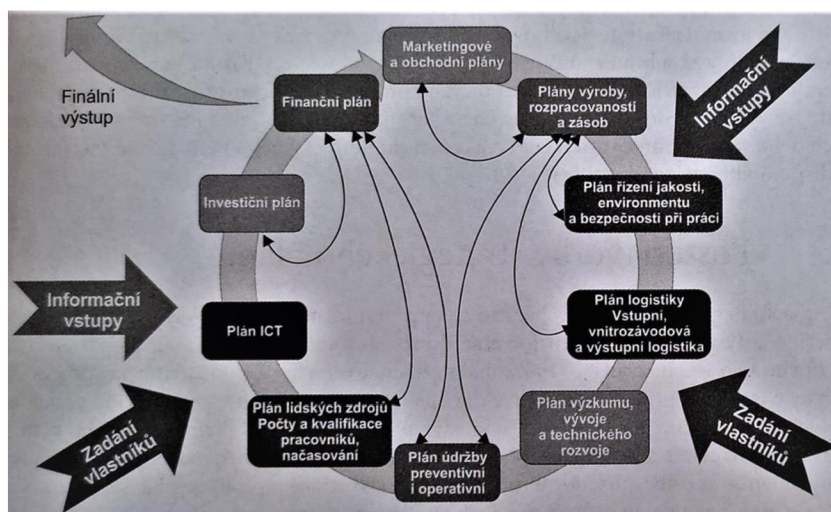 Marketingové
a obchodní plány
Finální
výstup
Finanční plán
Plány výroby,
rozpracovanosti
a zásob
Informační
vstupy
Investiční plán
Plán řízení jakosti,
environmentu
a bezpečnosti při práci
Informační
vstupy
Plán ICT
Plán logistiky
Vstupní,
vnitrozávodová
a výstupní logistika
Zadání
vlastníků
Plán lidských zdrojů
Počty a kvalifikace
pracovníků,
načasování
Plán údržby
preventivní
i operativní
Plán výzkumu,
vývoje
a technického
rozvoje
Zadání
vlastníků